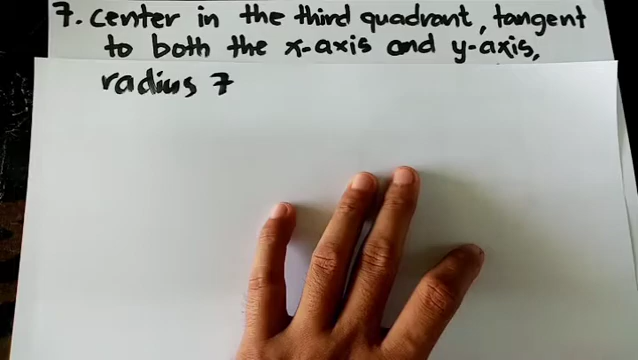 7. center in the third quadrant, tangent
to both the x-axis and y-axis,
radius 7